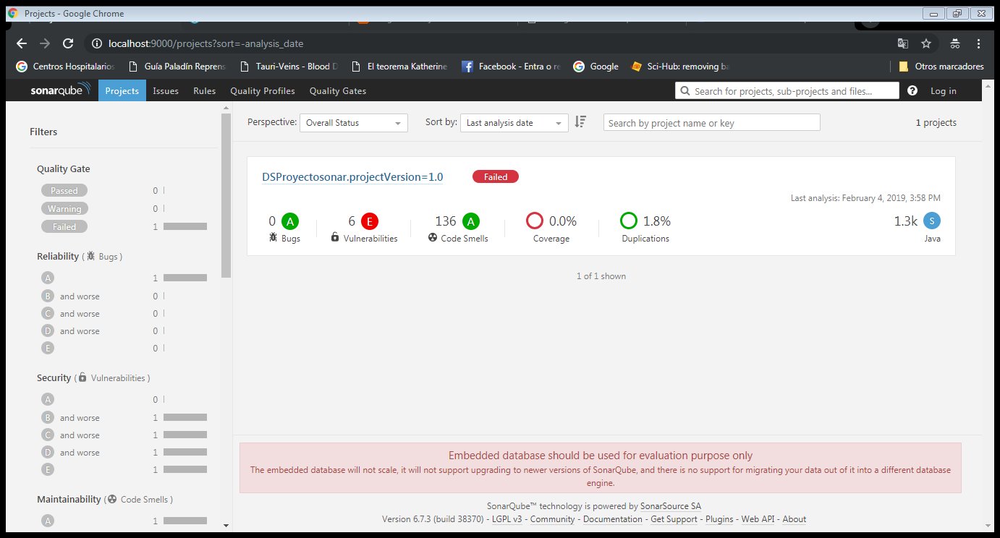 Projects - Google Chrome
localhost:9000/projects?sort=-analysis_date
Centros Hospitalarios Guía Paladín Reprens Tauri-Veins - Blood D El teorema Katherine Facebook - Entra o re Google Sci-Hub: removing ba Otros marcadores
sonarqube Projects Issues Rules Quality Profiles Quality Gates Search for projects, sub-projects and files... Log in
Perspective: Overall Status Sort by: Last analysis date Search by project name or key 1 projects
Filters
Quality Gate
Passed 0
Warning 0
Failed 1
Reliability ( Bugs )
A 1
B and worse 0
C and worse 0
D and worse 0
E 0
Security ( Vulnerabilities )
A 0
B and worse 1
C and worse 1
D and worse 1
E 1
Maintainability ( Code Smells )
A 1
DSProyectosonar.projectVersion=1.0 Failed
Last analysis: February 4, 2019, 3:58 PM
0 A 6 E 136 A 0.0% 1.8% 1.3k S
Bugs Vulnerabilities Code Smells Coverage Duplications Java
1 of 1 shown
Embedded database should be used for evaluation purpose only
The embedded database will not scale, it will not support upgrading to newer versions of SonarQube, and there is no support for migrating your data out of it into a different database
engine.
SonarQube™ technology is powered by SonarSource SA
Version 6.7.3 (build 38370) - LGPL v3 - Community - Documentation - Get Support - Plugins - Web API - About